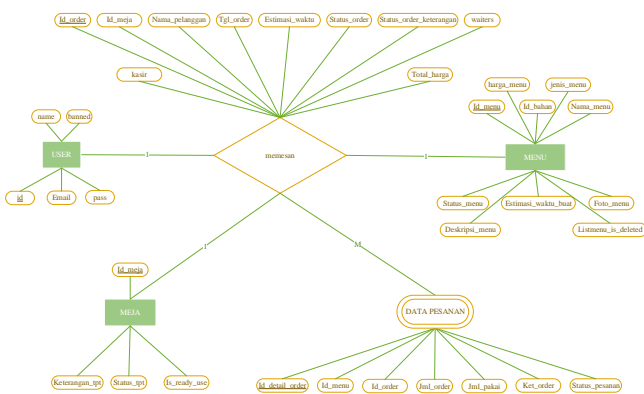 Id_order Id_meja Nama_pelanggan Tgl_order Estimasi_waktu Status_order Status_order_keterangan waiters
kasir Total_harga
harga_menu jenis_menu
Id_menu Id_bahan Nama_menu
name banned
USER 1 memesan 1 MENU
id Email pass
Status_menu Estimasi_waktu_buat Foto_menu
Deskripsi_menu Listmenu_is_deleted
1 M
Id_meja
MEJA DATA PESANAN
Keterangan_tpt Status_tpt Is_ready_use
Id_detail_order Id_menu Id_order Jml_order Jml_pakai Ket_order Status_pesanan